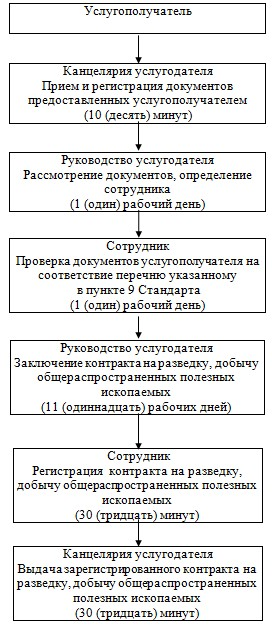 Услугополучатель
Канцелярия услугодателя
Прием и регистрация документов
предоставленных услугополучателем
(10 (десять) минут)
Руководство услугодателя
Рассмотрение документов, определение
сотрудника
(1 (один) рабочий день)
Сотрудник
Проверка документов услугополучателя на
соответствие перечню указанному
в пункте 9 Стандарта
(1 (один) рабочий день)
Руководство услугодателя
Заключение контракта на разведку, добычу
общераспространенных полезных
ископаемых
(11 (одиннадцать) рабочих дней)
Сотрудник
Регистрация контракта на разведку,
добычу общераспространенных полезных
ископаемых
(30 (тридцать) минут)
Канцелярия услугодателя
Выдача зарегистрированного контракта на
разведку, добычу общераспространенных
полезных ископаемых
(30 (тридцать) минут)